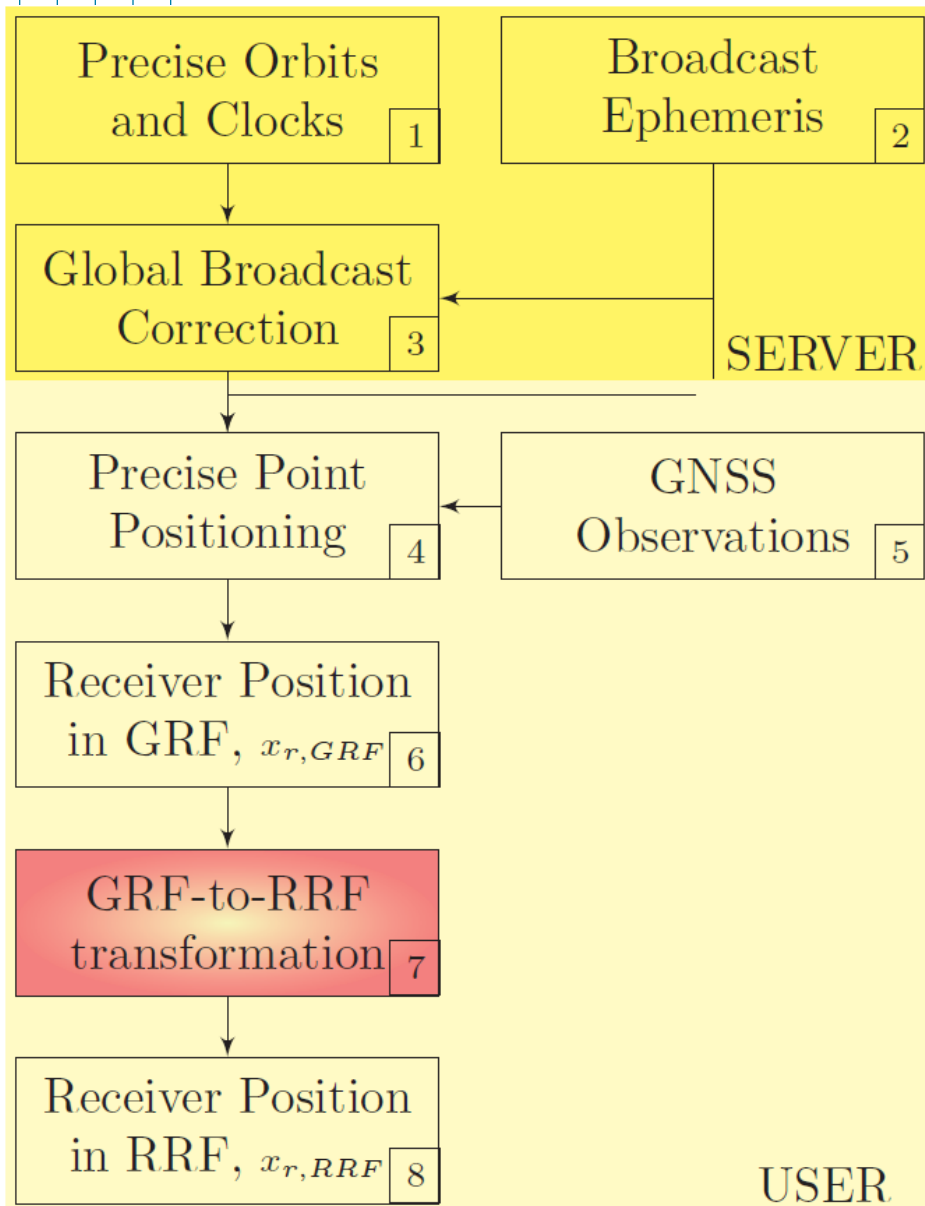 Precise Orbits
and Clocks
1
Broadcast
Ephemeris
2
Global Broadcast
Correction
3
SERVER
Precise Point
Positioning
4
GNSS
Observations
5
Receiver Position
in GRF, x_{r,GRF}
6
GRF-to-RRF
transformation
7
Receiver Position
in RRF, x_{r,RRF}
8
USER